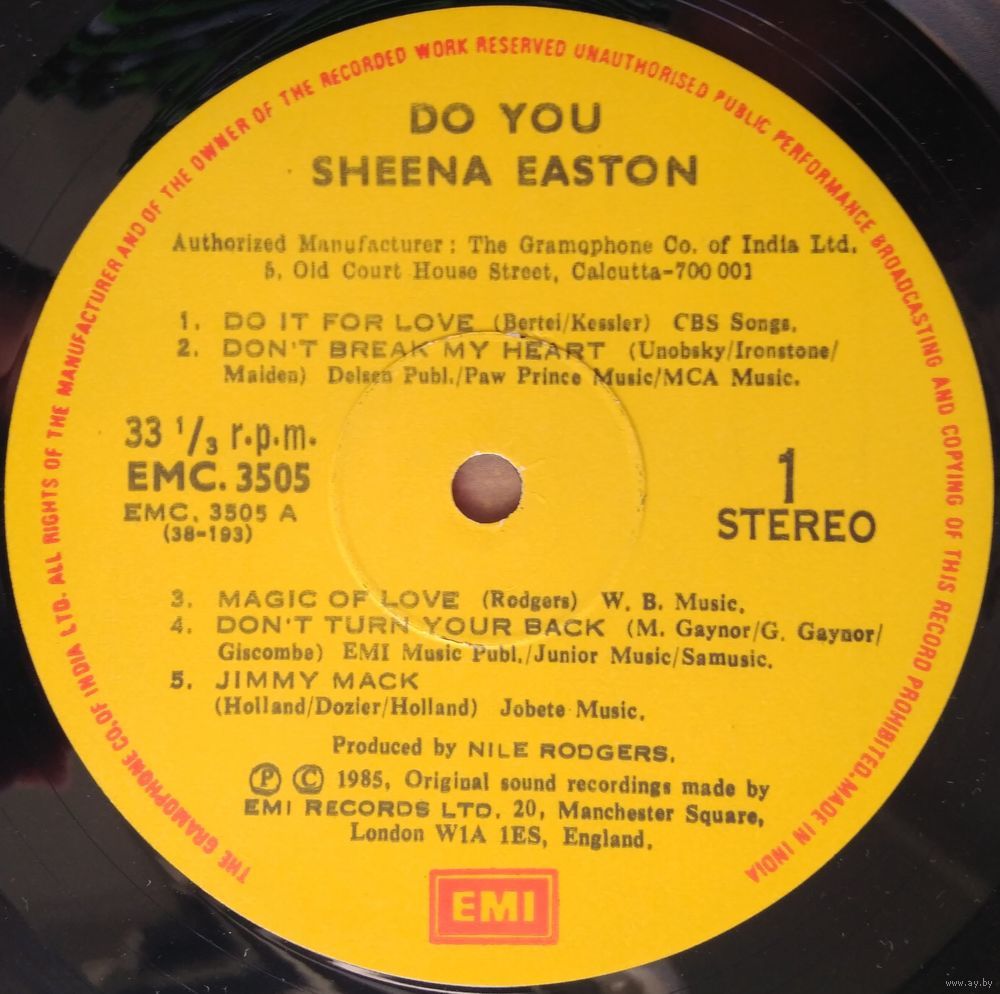 DO YOU
SHEENA EASTON
Authorized Manufacturer: The Gramophone Co. of India Ltd.
5, Old Court House Street, Calcutta-700 001
1. DO IT FOR LOVE (Bertei/Kessler) CBS Songs.
2. DON'T BREAK MY HEART (Unobsky/Ironstone/
Maiden) Delsen Publ./Paw Prince Music/MCA Music.
33 1/3 r.p.m.
EMC. 3505
EMC. 3505 A
(38-193)
1
STEREO
3. MAGIC OF LOVE (Rodgers) W. B. Music.
4. DON'T TURN YOUR BACK (M. Gaynor/G. Gaynor/
Giscombe) EMI Music Publ./Junior Music/Samusic.
5. JIMMY MACK
(Holland/Dozier/Holland) Jobete Music.
Produced by NILE RODGERS.
Ⓟ © 1985, Original sound recordings made by
EMI RECORDS LTD. 20, Manchester Square,
London W1A 1ES, England.
EMI
THE GRAMOPHONE CO. OF INDIA LTD. ALL RIGHTS OF THE MANUFACTURER AND OF THE OWNER OF THE RECORDED WORK RESERVED UNAUTHORISED PUBLIC PERFORMANCE BROADCASTING AND COPYING OF THIS RECORD PROHIBITED. MADE IN INDIA
www.ay.by